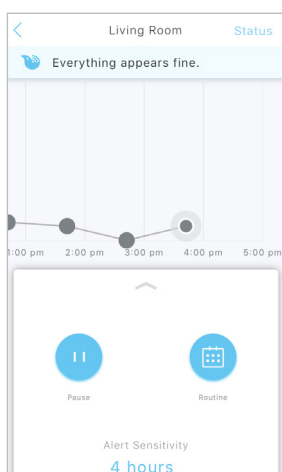 Living Room Status
Everything appears fine.
1:00 pm 2:00 pm 3:00 pm 4:00 pm 5:00 pm
Pause Routine
Alert Sensitivity
4 hours